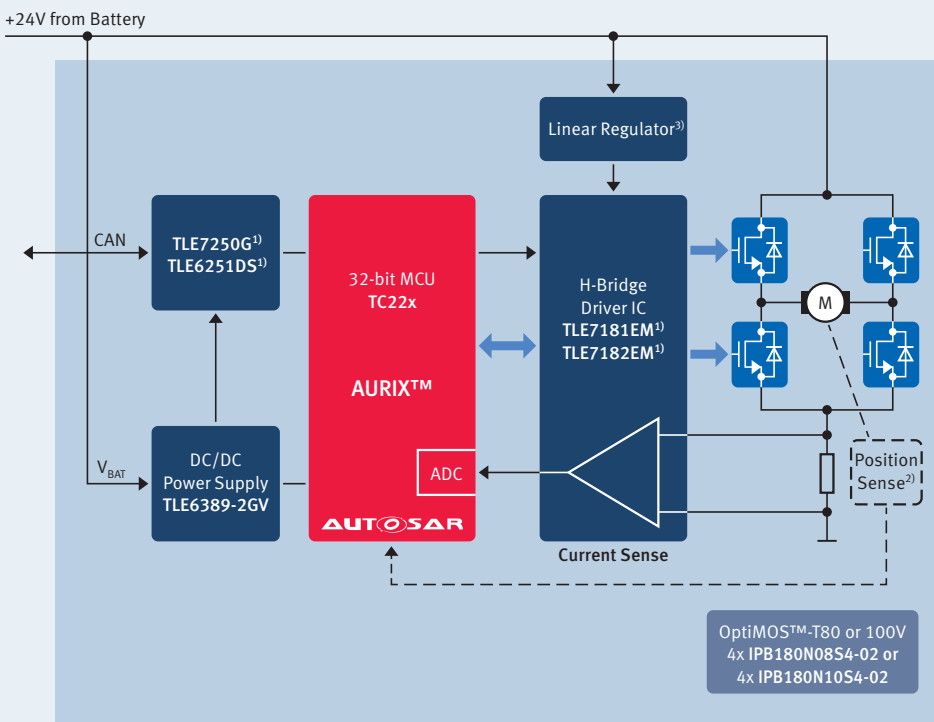 +24V from Battery
Linear Regulator3)
CAN
TLE7250G1)
TLE6251DS1)
32-bit MCU
TC22x
AURIX™
H-Bridge
Driver IC
TLE7181EM1)
TLE7182EM1)
M
VBAT
DC/DC
Power Supply
TLE6389-2GV
ADC
AUTOSAR
Position
Sense2)
Current Sense
OptiMOS™-T80 or 100V
4x IPB180N08S4-02 or
4x IPB180N10S4-02